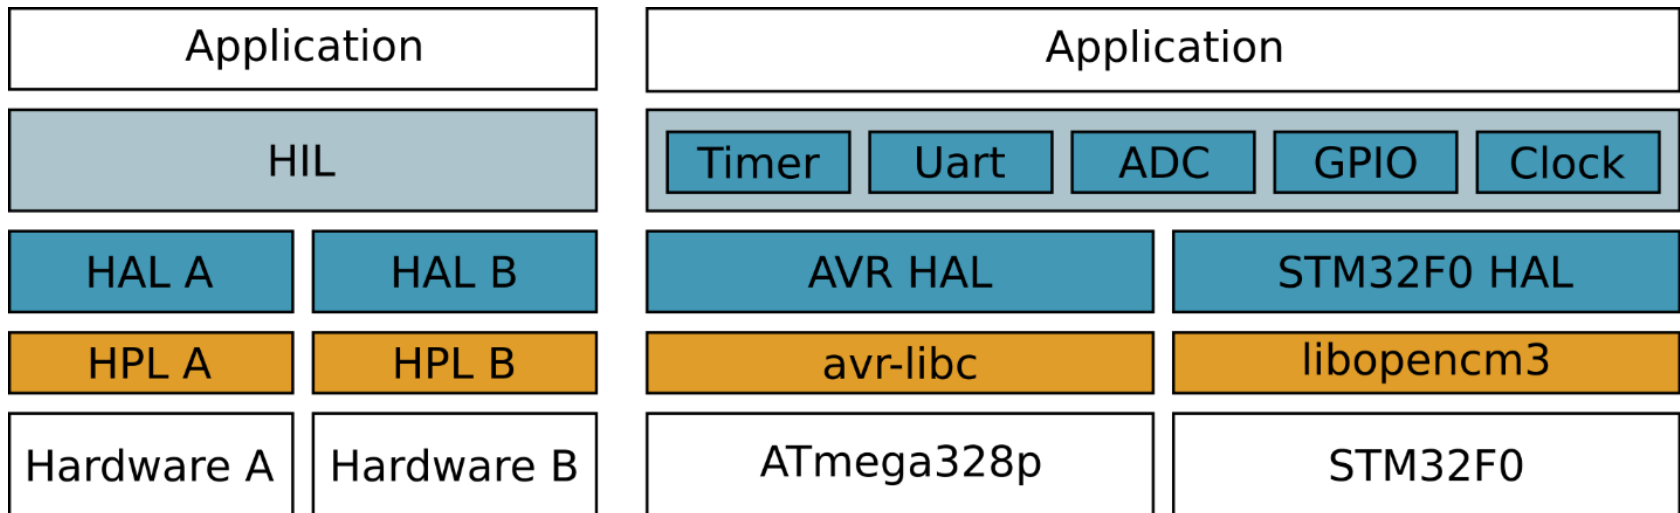 Application
HIL
HAL A
HAL B
HPL A
HPL B
Hardware A
Hardware B
Application
Timer
Uart
ADC
GPIO
Clock
AVR HAL
STM32F0 HAL
avr-libc
libopencm3
ATmega328p
STM32F0